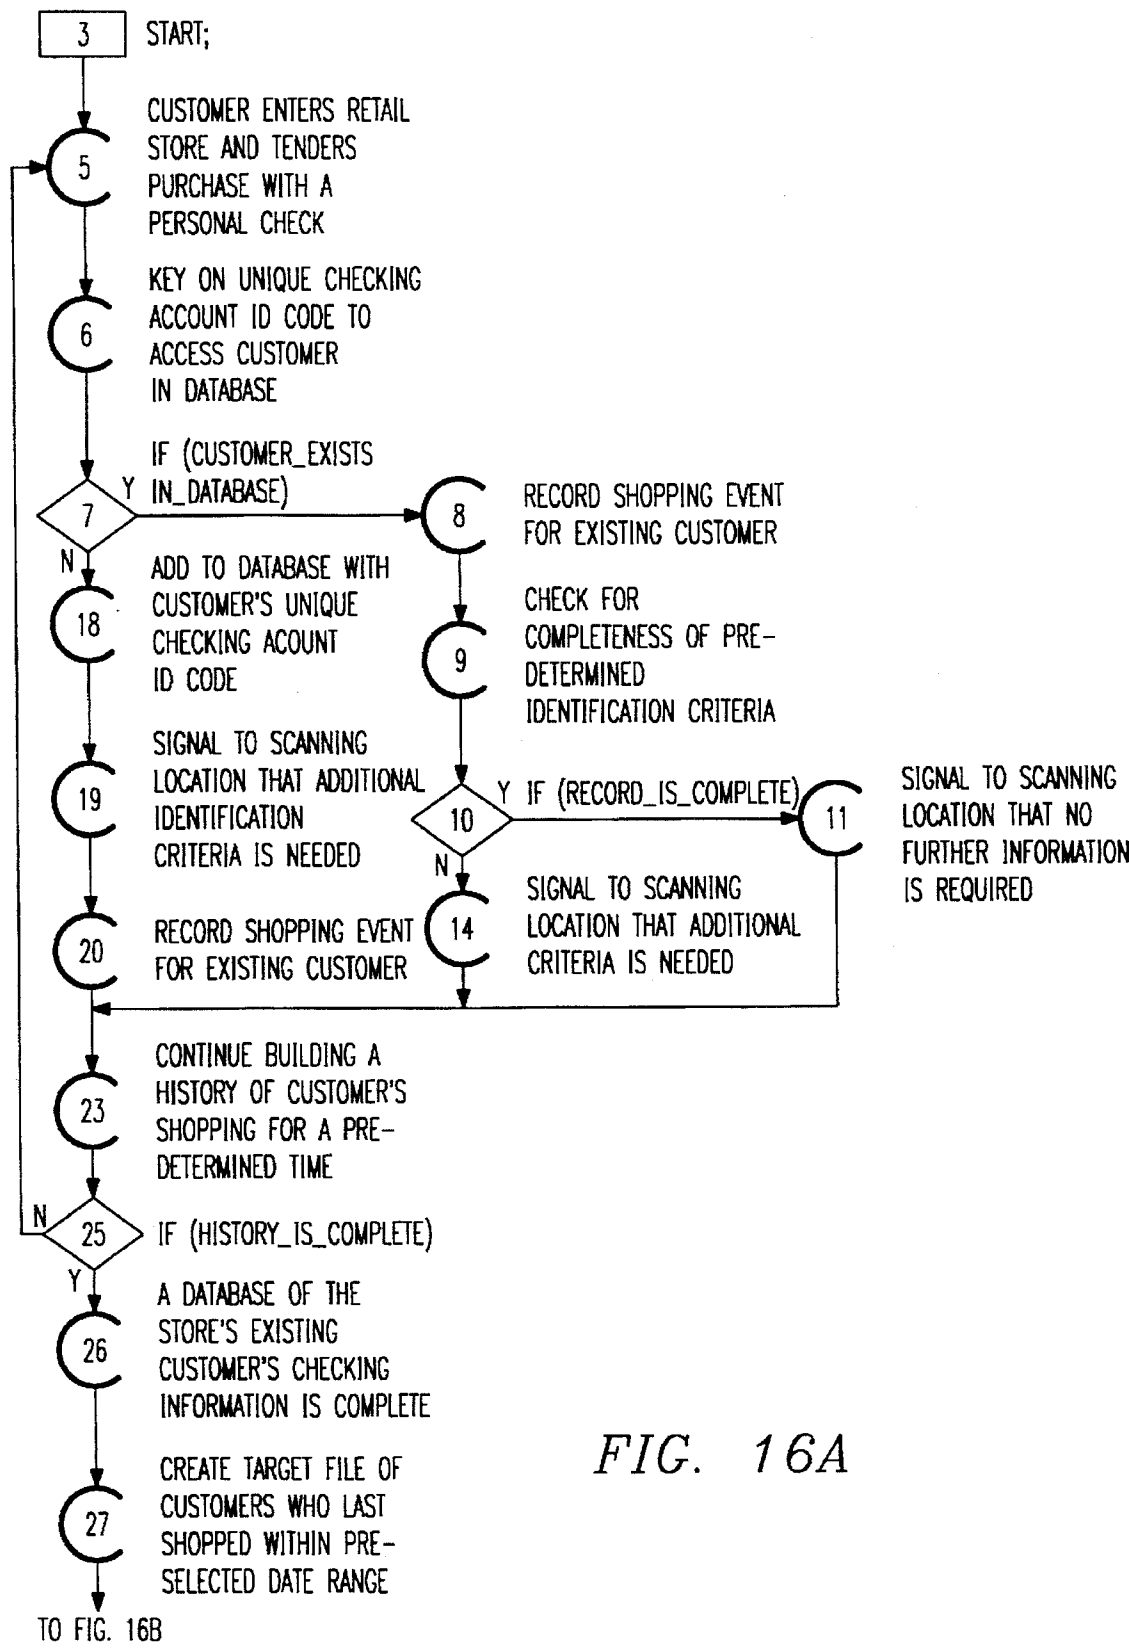 3 START;
CUSTOMER ENTERS RETAIL
STORE AND TENDERS
5
PURCHASE WITH A
PERSONAL CHECK
KEY ON UNIQUE CHECKING
ACCOUNT ID CODE TO
6
ACCESS CUSTOMER
IN DATABASE
IF (CUSTOMER_EXISTS
Y IN_DATABASE)
7
N
8
RECORD SHOPPING EVENT
FOR EXISTING CUSTOMER
ADD TO DATABASE WITH
CUSTOMER'S UNIQUE
18
CHECKING ACOUNT
ID CODE
CHECK FOR
COMPLETENESS OF PRE-
9
DETERMINED
IDENTIFICATION CRITERIA
SIGNAL TO SCANNING
LOCATION THAT ADDITIONAL
19
IDENTIFICATION
CRITERIA IS NEEDED
Y IF (RECORD_IS_COMPLETE)
10
N
11
SIGNAL TO SCANNING
LOCATION THAT NO
FURTHER INFORMATION
IS REQUIRED
20
RECORD SHOPPING EVENT
FOR EXISTING CUSTOMER
14
SIGNAL TO SCANNING
LOCATION THAT ADDITIONAL
CRITERIA IS NEEDED
CONTINUE BUILDING A
HISTORY OF CUSTOMER'S
23
SHOPPING FOR A PRE-
DETERMINED TIME
N
25 IF (HISTORY_IS_COMPLETE)
Y
A DATABASE OF THE
STORE'S EXISTING
26
CUSTOMER'S CHECKING
INFORMATION IS COMPLETE
CREATE TARGET FILE OF
CUSTOMERS WHO LAST
27
SHOPPED WITHIN PRE-
SELECTED DATE RANGE
TO FIG. 16B
FIG. 16A